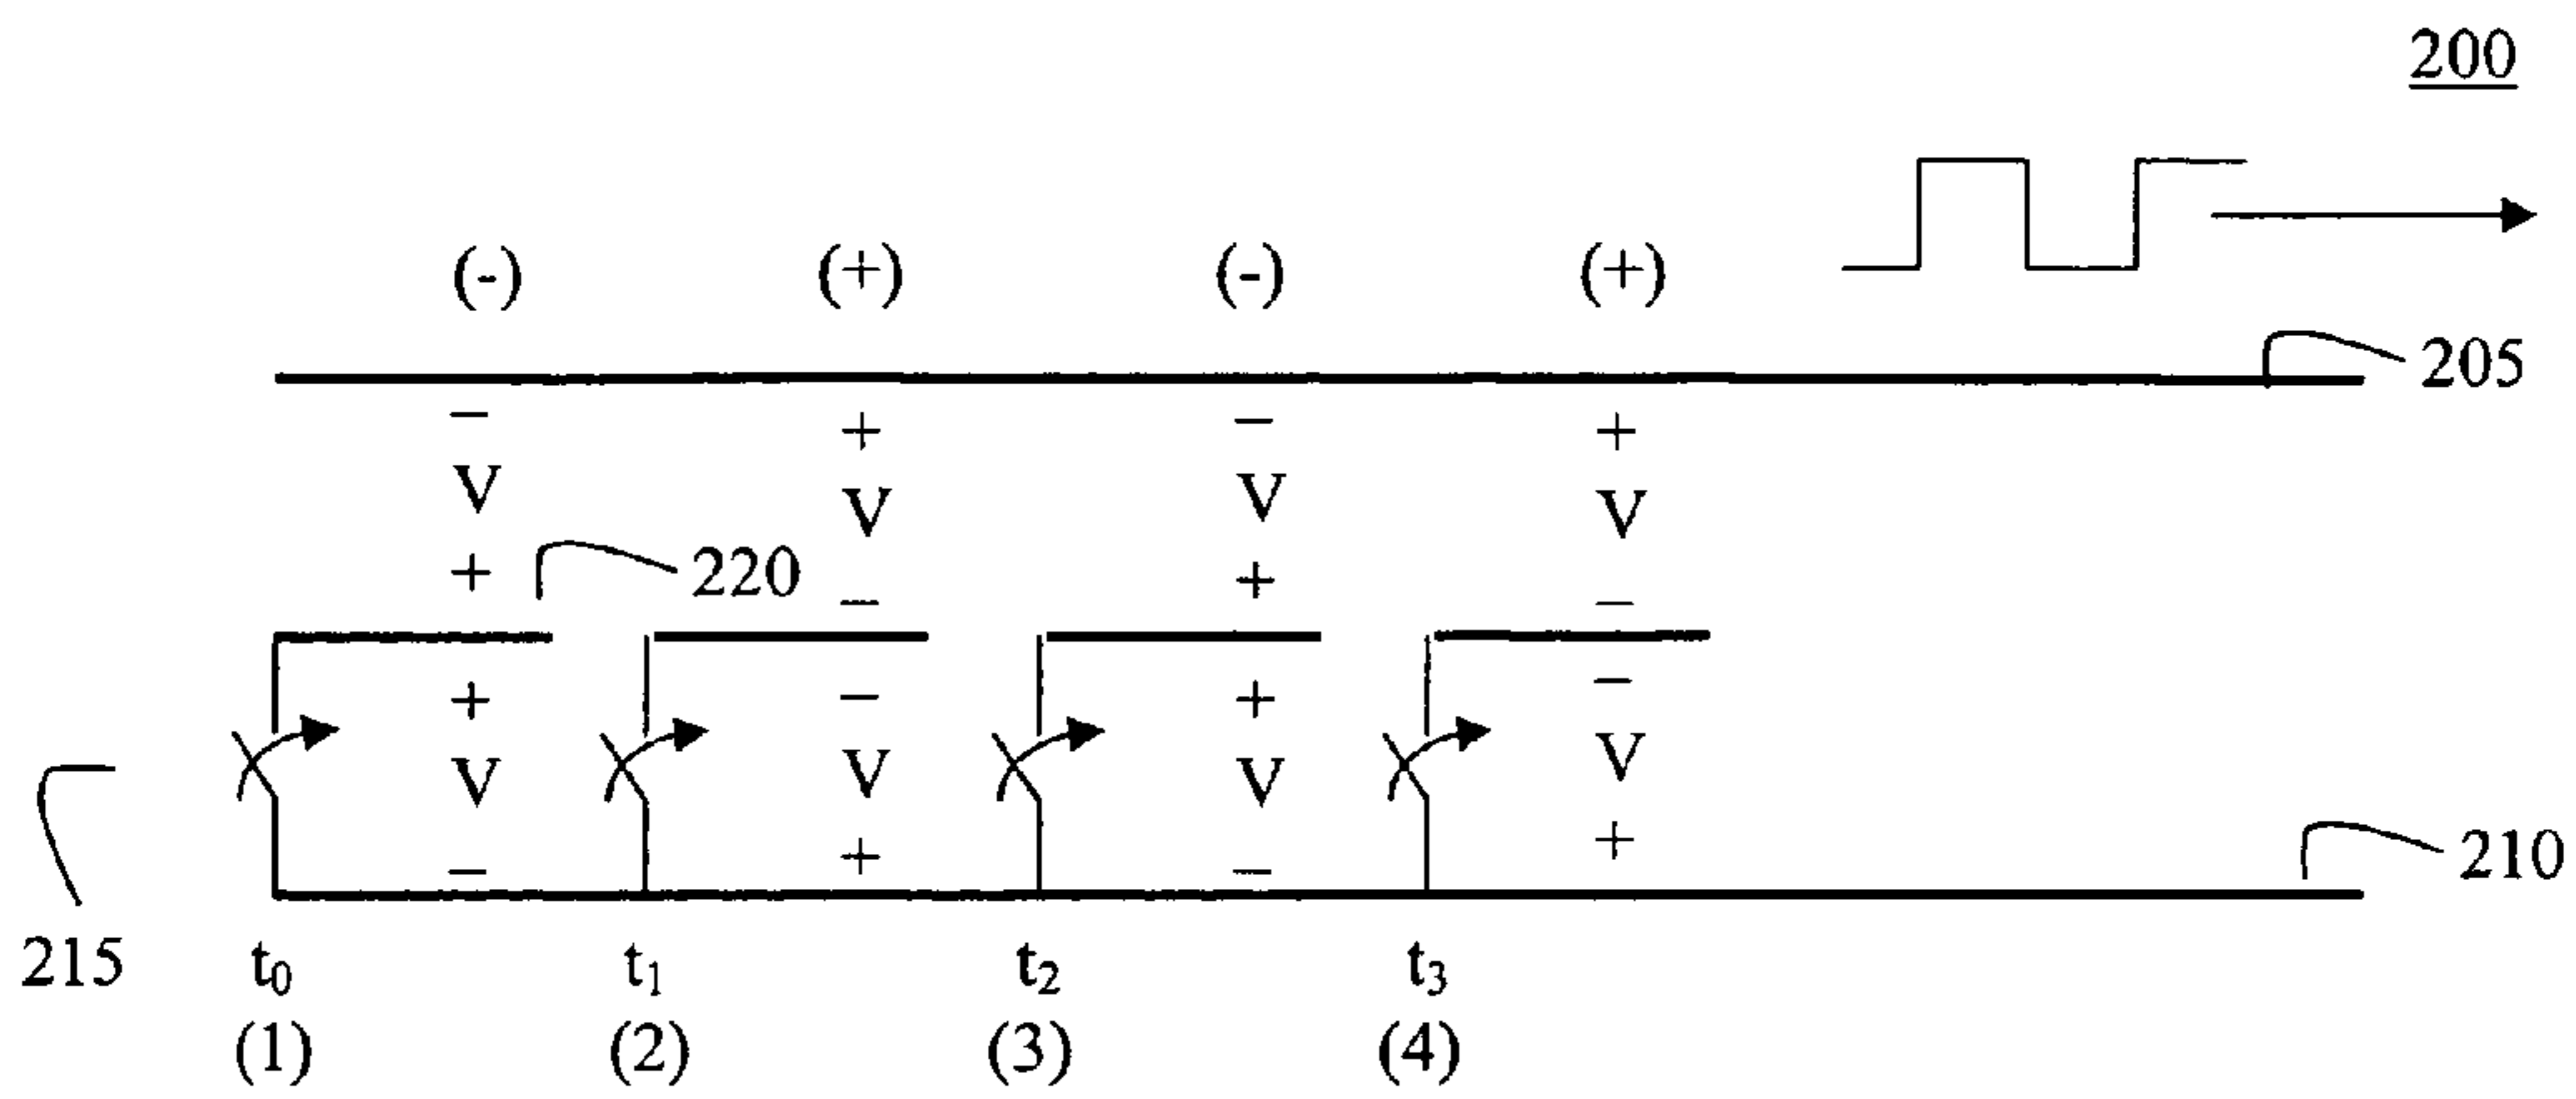 200
(-) (+) (-) (+)
205
− + − +
V V V V
+ − + −
220
+ − + −
V V V V
− + − +
210
215
t0 t1 t2 t3
(1) (2) (3) (4)